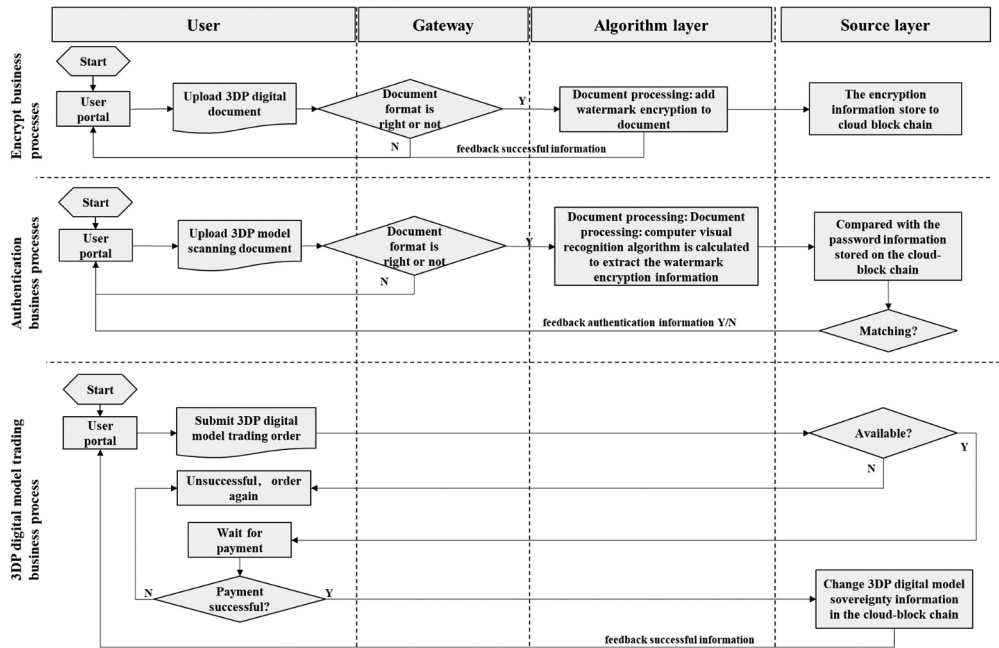 User
Gateway
Algorithm layer
Source layer
Encrypt business
processes
Start
User
portal
Upload 3DP digital
document
Document
format is
right or not
Y
N
Document processing: add
watermark encryption to
document
The encryption
information store to
cloud block chain
feedback successful information
Authentication
business processes
Start
User
portal
Upload 3DP model
scanning document
Document
format is
right or not
Y
N
Document processing: Document
processing: computer visual
recognition algorithm is calculated
to extract the watermark
encryption information
Compared with the
password information
stored on the cloud-
block chain
feedback authentication information Y/N
Matching?
3DP digital model trading
business process
Start
User
portal
Submit 3DP digital
model trading order
Available?
Y
N
Unsuccessful, order
again
Wait for
payment
N
Payment
successful?
Y
Change 3DP digital model
sovereignty information
in the cloud-block chain
feedback successful information